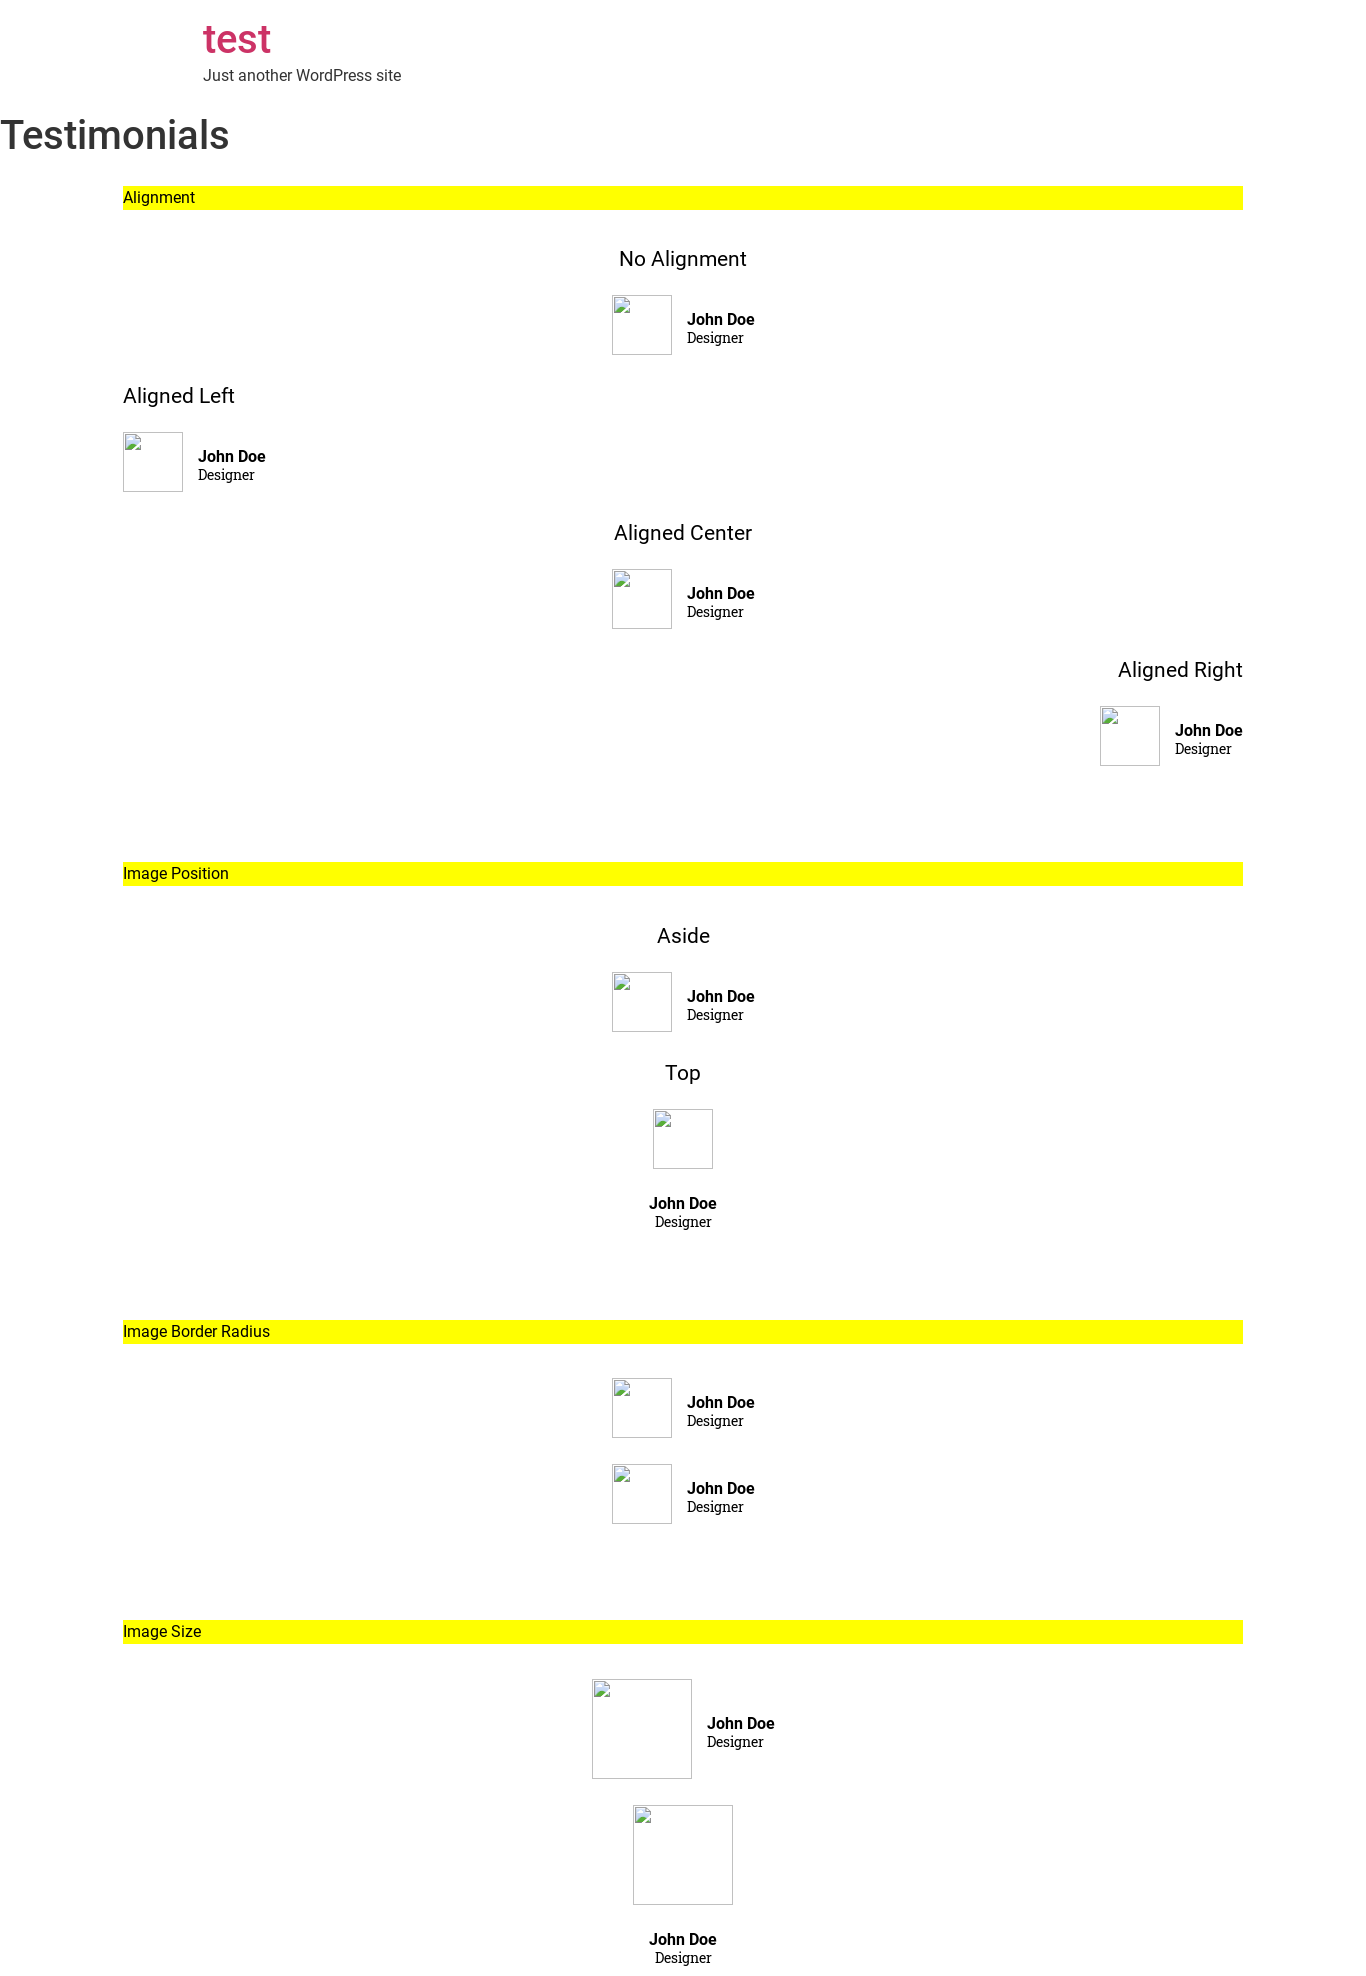 test
Just another WordPress site
Testimonials
Alignment
No Alignment
John Doe
Designer
Aligned Left
John Doe
Designer
Aligned Center
John Doe
Designer
Aligned Right
John Doe
Designer
Image Position
Aside
John Doe
Designer
Top
John Doe
Designer
Image Border Radius
John Doe
Designer
John Doe
Designer
Image Size
John Doe
Designer
John Doe
Designer